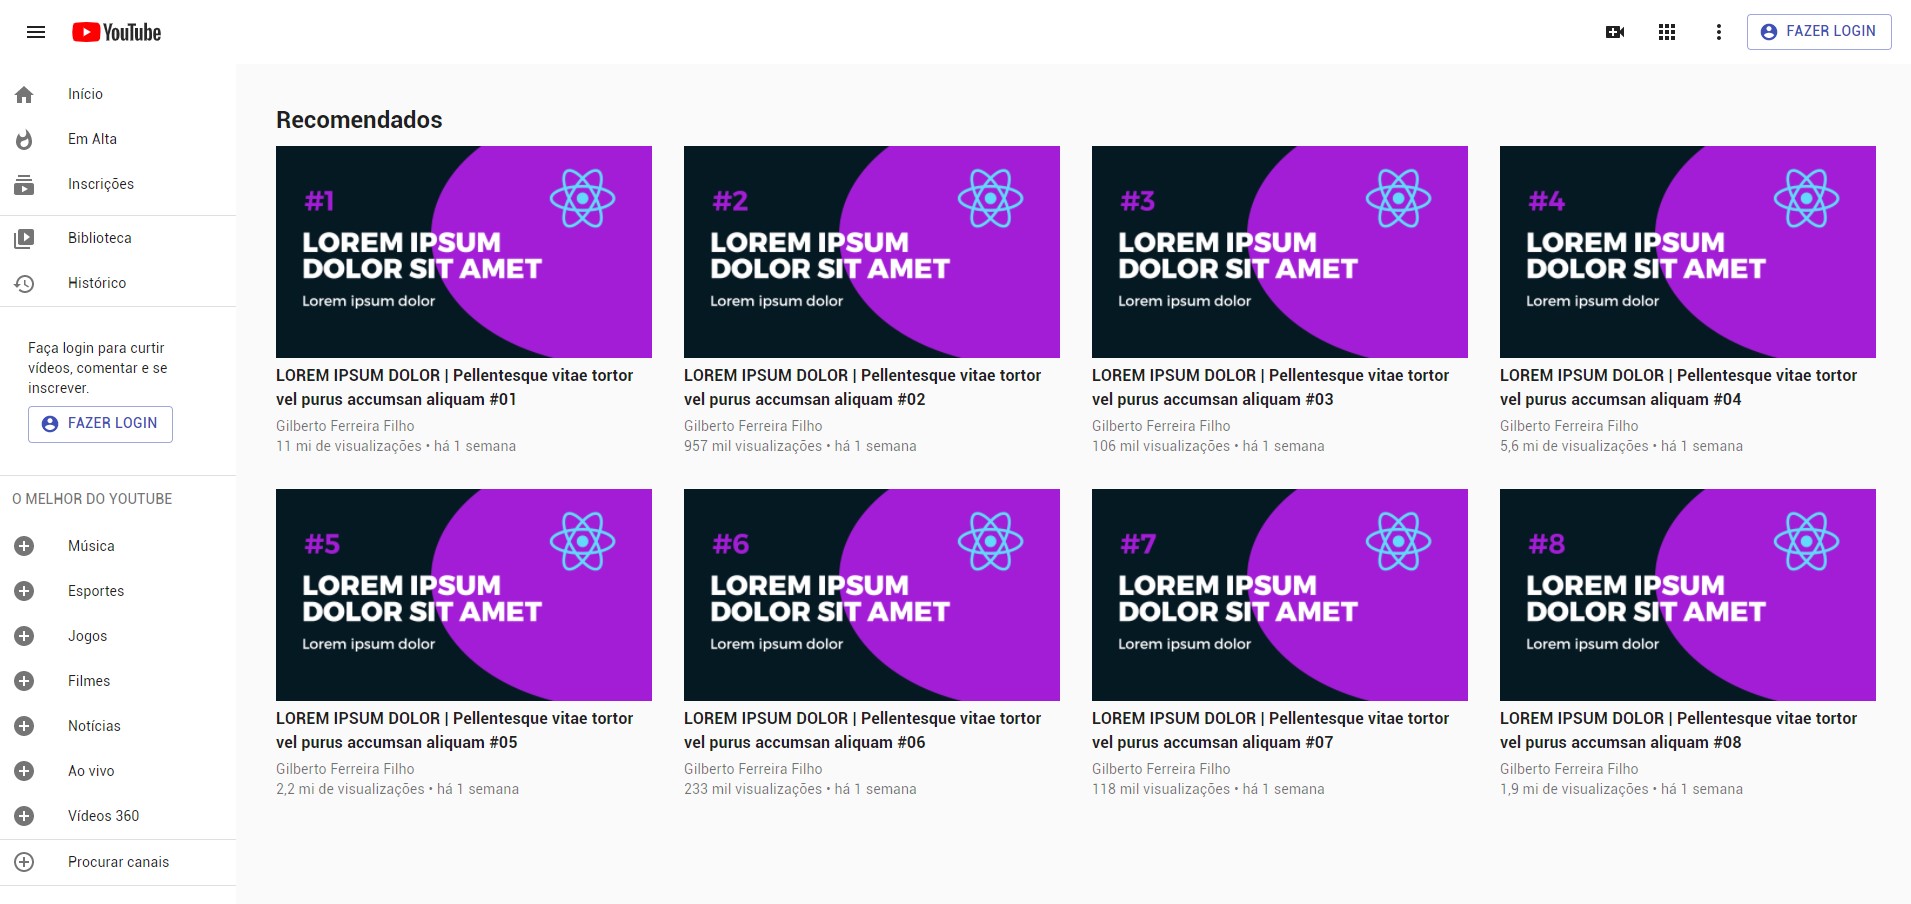 YouTube
FAZER LOGIN
Início
Em Alta
Inscrições
Biblioteca
Histórico
Faça login para curtir
vídeos, comentar e se
inscrever.
FAZER LOGIN
O MELHOR DO YOUTUBE
Música
Esportes
Jogos
Filmes
Notícias
Ao vivo
Vídeos 360
Procurar canais
Recomendados
#1
LOREM IPSUM
DOLOR SIT AMET
Lorem ipsum dolor
LOREM IPSUM DOLOR | Pellentesque vitae tortor
vel purus accumsan aliquam #01
Gilberto Ferreira Filho
11 mi de visualizações • há 1 semana
#2
LOREM IPSUM
DOLOR SIT AMET
Lorem ipsum dolor
LOREM IPSUM DOLOR | Pellentesque vitae tortor
vel purus accumsan aliquam #02
Gilberto Ferreira Filho
957 mil visualizações • há 1 semana
#3
LOREM IPSUM
DOLOR SIT AMET
Lorem ipsum dolor
LOREM IPSUM DOLOR | Pellentesque vitae tortor
vel purus accumsan aliquam #03
Gilberto Ferreira Filho
106 mil visualizações • há 1 semana
#4
LOREM IPSUM
DOLOR SIT AMET
Lorem ipsum dolor
LOREM IPSUM DOLOR | Pellentesque vitae tortor
vel purus accumsan aliquam #04
Gilberto Ferreira Filho
5,6 mi de visualizações • há 1 semana
#5
LOREM IPSUM
DOLOR SIT AMET
Lorem ipsum dolor
LOREM IPSUM DOLOR | Pellentesque vitae tortor
vel purus accumsan aliquam #05
Gilberto Ferreira Filho
2,2 mi de visualizações • há 1 semana
#6
LOREM IPSUM
DOLOR SIT AMET
Lorem ipsum dolor
LOREM IPSUM DOLOR | Pellentesque vitae tortor
vel purus accumsan aliquam #06
Gilberto Ferreira Filho
233 mil visualizações • há 1 semana
#7
LOREM IPSUM
DOLOR SIT AMET
Lorem ipsum dolor
LOREM IPSUM DOLOR | Pellentesque vitae tortor
vel purus accumsan aliquam #07
Gilberto Ferreira Filho
118 mil visualizações • há 1 semana
#8
LOREM IPSUM
DOLOR SIT AMET
Lorem ipsum dolor
LOREM IPSUM DOLOR | Pellentesque vitae tortor
vel purus accumsan aliquam #08
Gilberto Ferreira Filho
1,9 mi de visualizações • há 1 semana